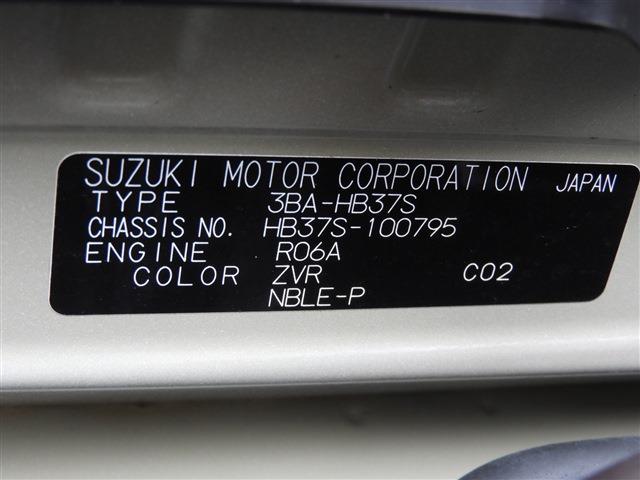 SUZUKI MOTOR CORPORATION JAPAN
TYPE 3BA-HB37S
CHASSIS NO. HB37S-100795
ENGINE R06A
COLOR ZVR C02
NBLE-P